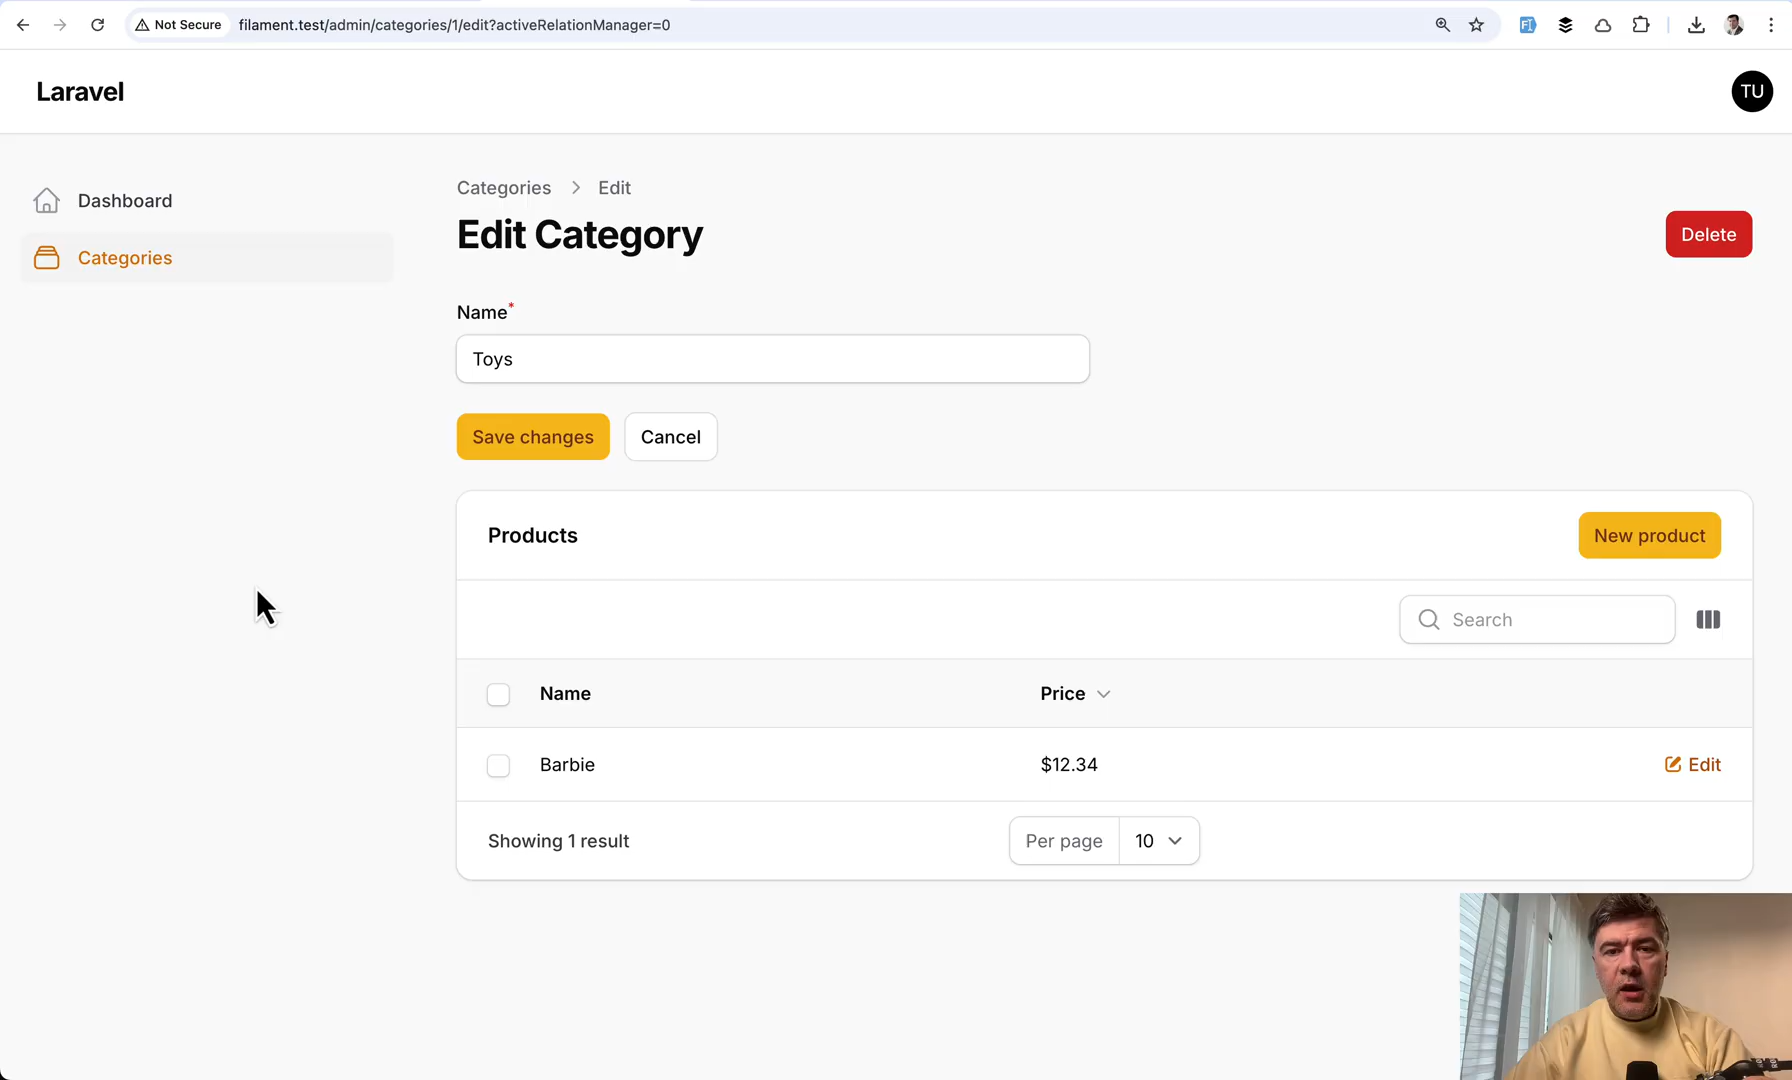 Not Secure filament.test/admin/categories/1/edit?activeRelationManager=0
Laravel
TU
Dashboard
Categories
Categories > Edit
Edit Category
Delete
Name*
Toys
Save changes Cancel
Products
New product
Search
Name Price
Barbie $12.34 Edit
Showing 1 result
Per page 10